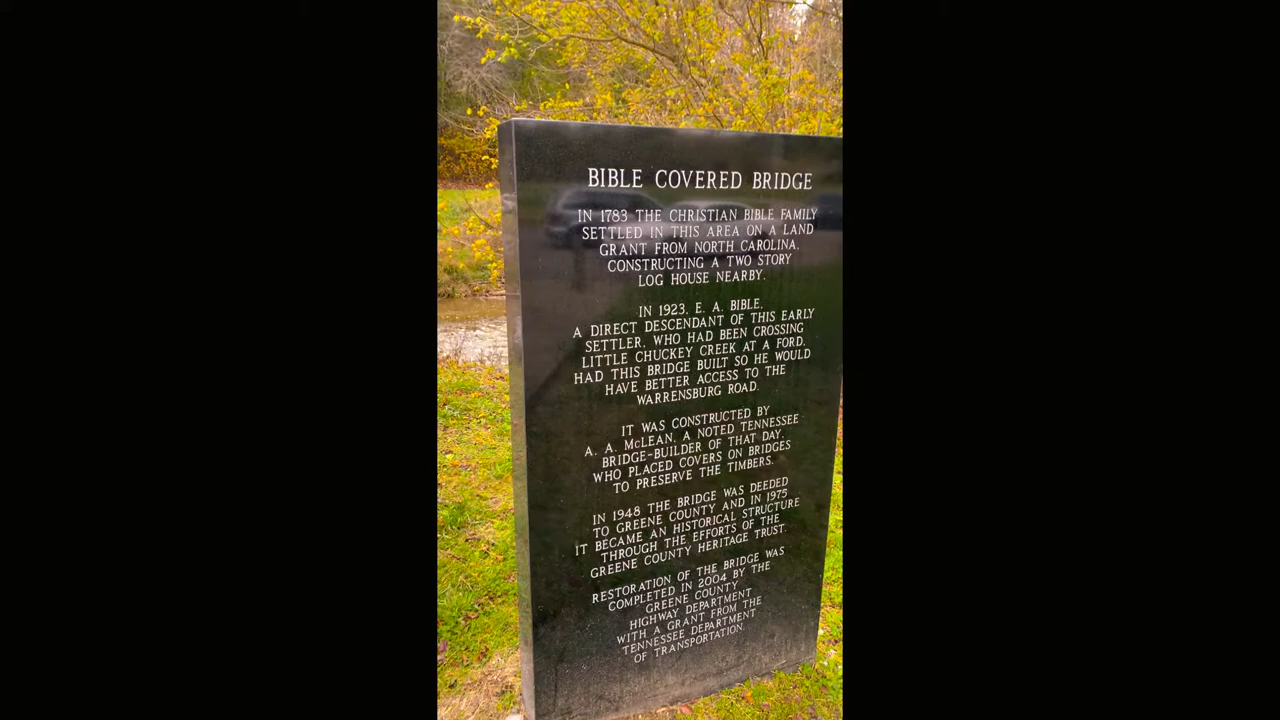 BIBLE COVERED BRIDGE
IN 1783 THE CHRISTIAN BIBLE FAMILY
SETTLED IN THIS AREA ON A LAND
GRANT FROM NORTH CAROLINA,
CONSTRUCTING A TWO STORY
LOG HOUSE NEARBY.
IN 1923, E. A. BIBLE,
A DIRECT DESCENDANT OF THIS EARLY
SETTLER, WHO HAD BEEN CROSSING
LITTLE CHUCKEY CREEK AT A FORD,
HAD THIS BRIDGE BUILT SO HE WOULD
HAVE BETTER ACCESS TO THE
WARRENSBURG ROAD.
IT WAS CONSTRUCTED BY
A. A. McLEAN, A NOTED TENNESSEE
BRIDGE-BUILDER OF THAT DAY,
WHO PLACED COVERS ON BRIDGES
TO PRESERVE THE TIMBERS.
IN 1948 THE BRIDGE WAS DEEDED
TO GREENE COUNTY AND IN 1975
IT BECAME AN HISTORICAL STRUCTURE
THROUGH THE EFFORTS OF THE
GREENE COUNTY HERITAGE TRUST.
RESTORATION OF THE BRIDGE WAS
COMPLETED IN 2004 BY THE
GREENE COUNTY
HIGHWAY DEPARTMENT
WITH A GRANT FROM THE
TENNESSEE DEPARTMENT
OF TRANSPORTATION.